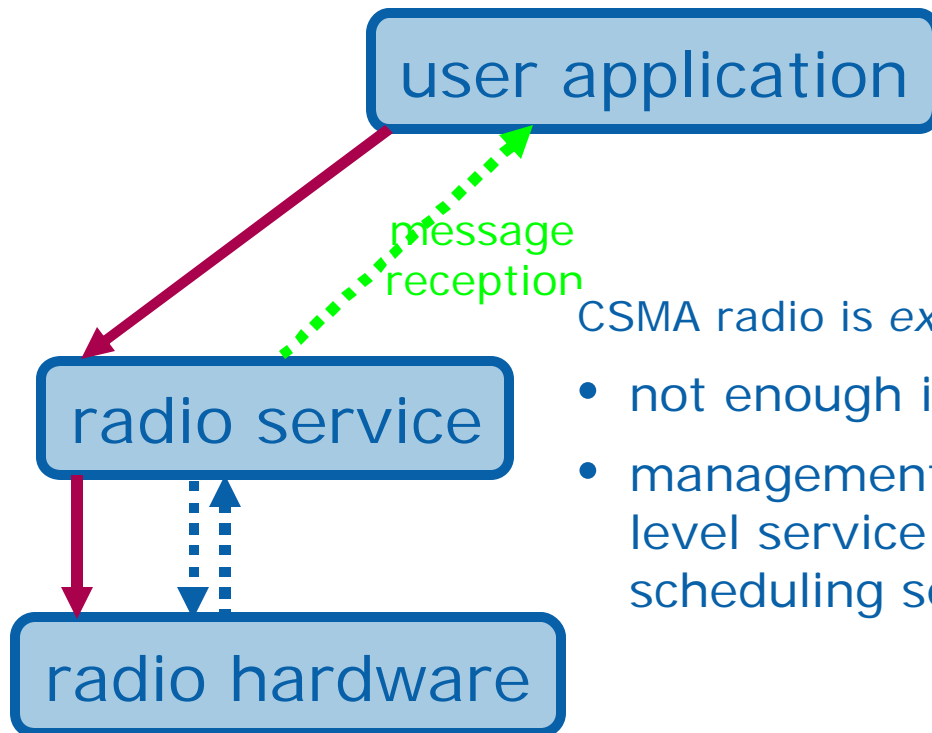 user application
message
reception
CSMA radio is
radio service
not enough
management
level service
scheduling
radio hardware